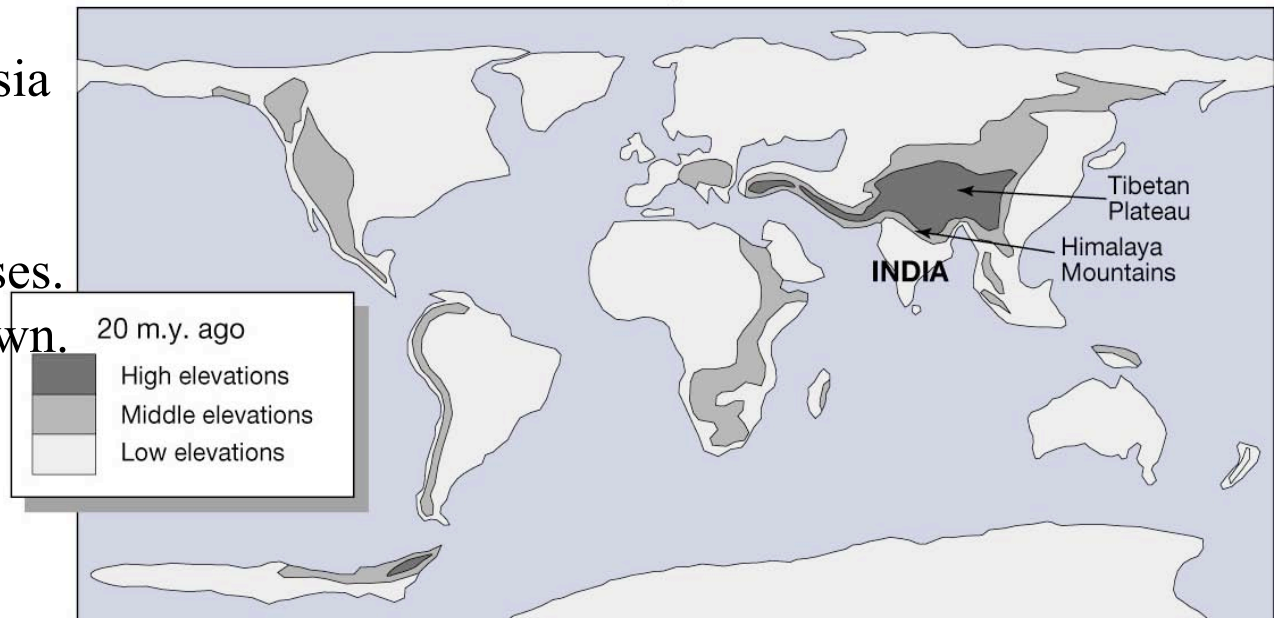 sia
ses.
wn.
20 m.y. ago
High elevations
Middle elevations
Low elevations
Tibetan
Plateau
Himalaya
Mountains
INDIA